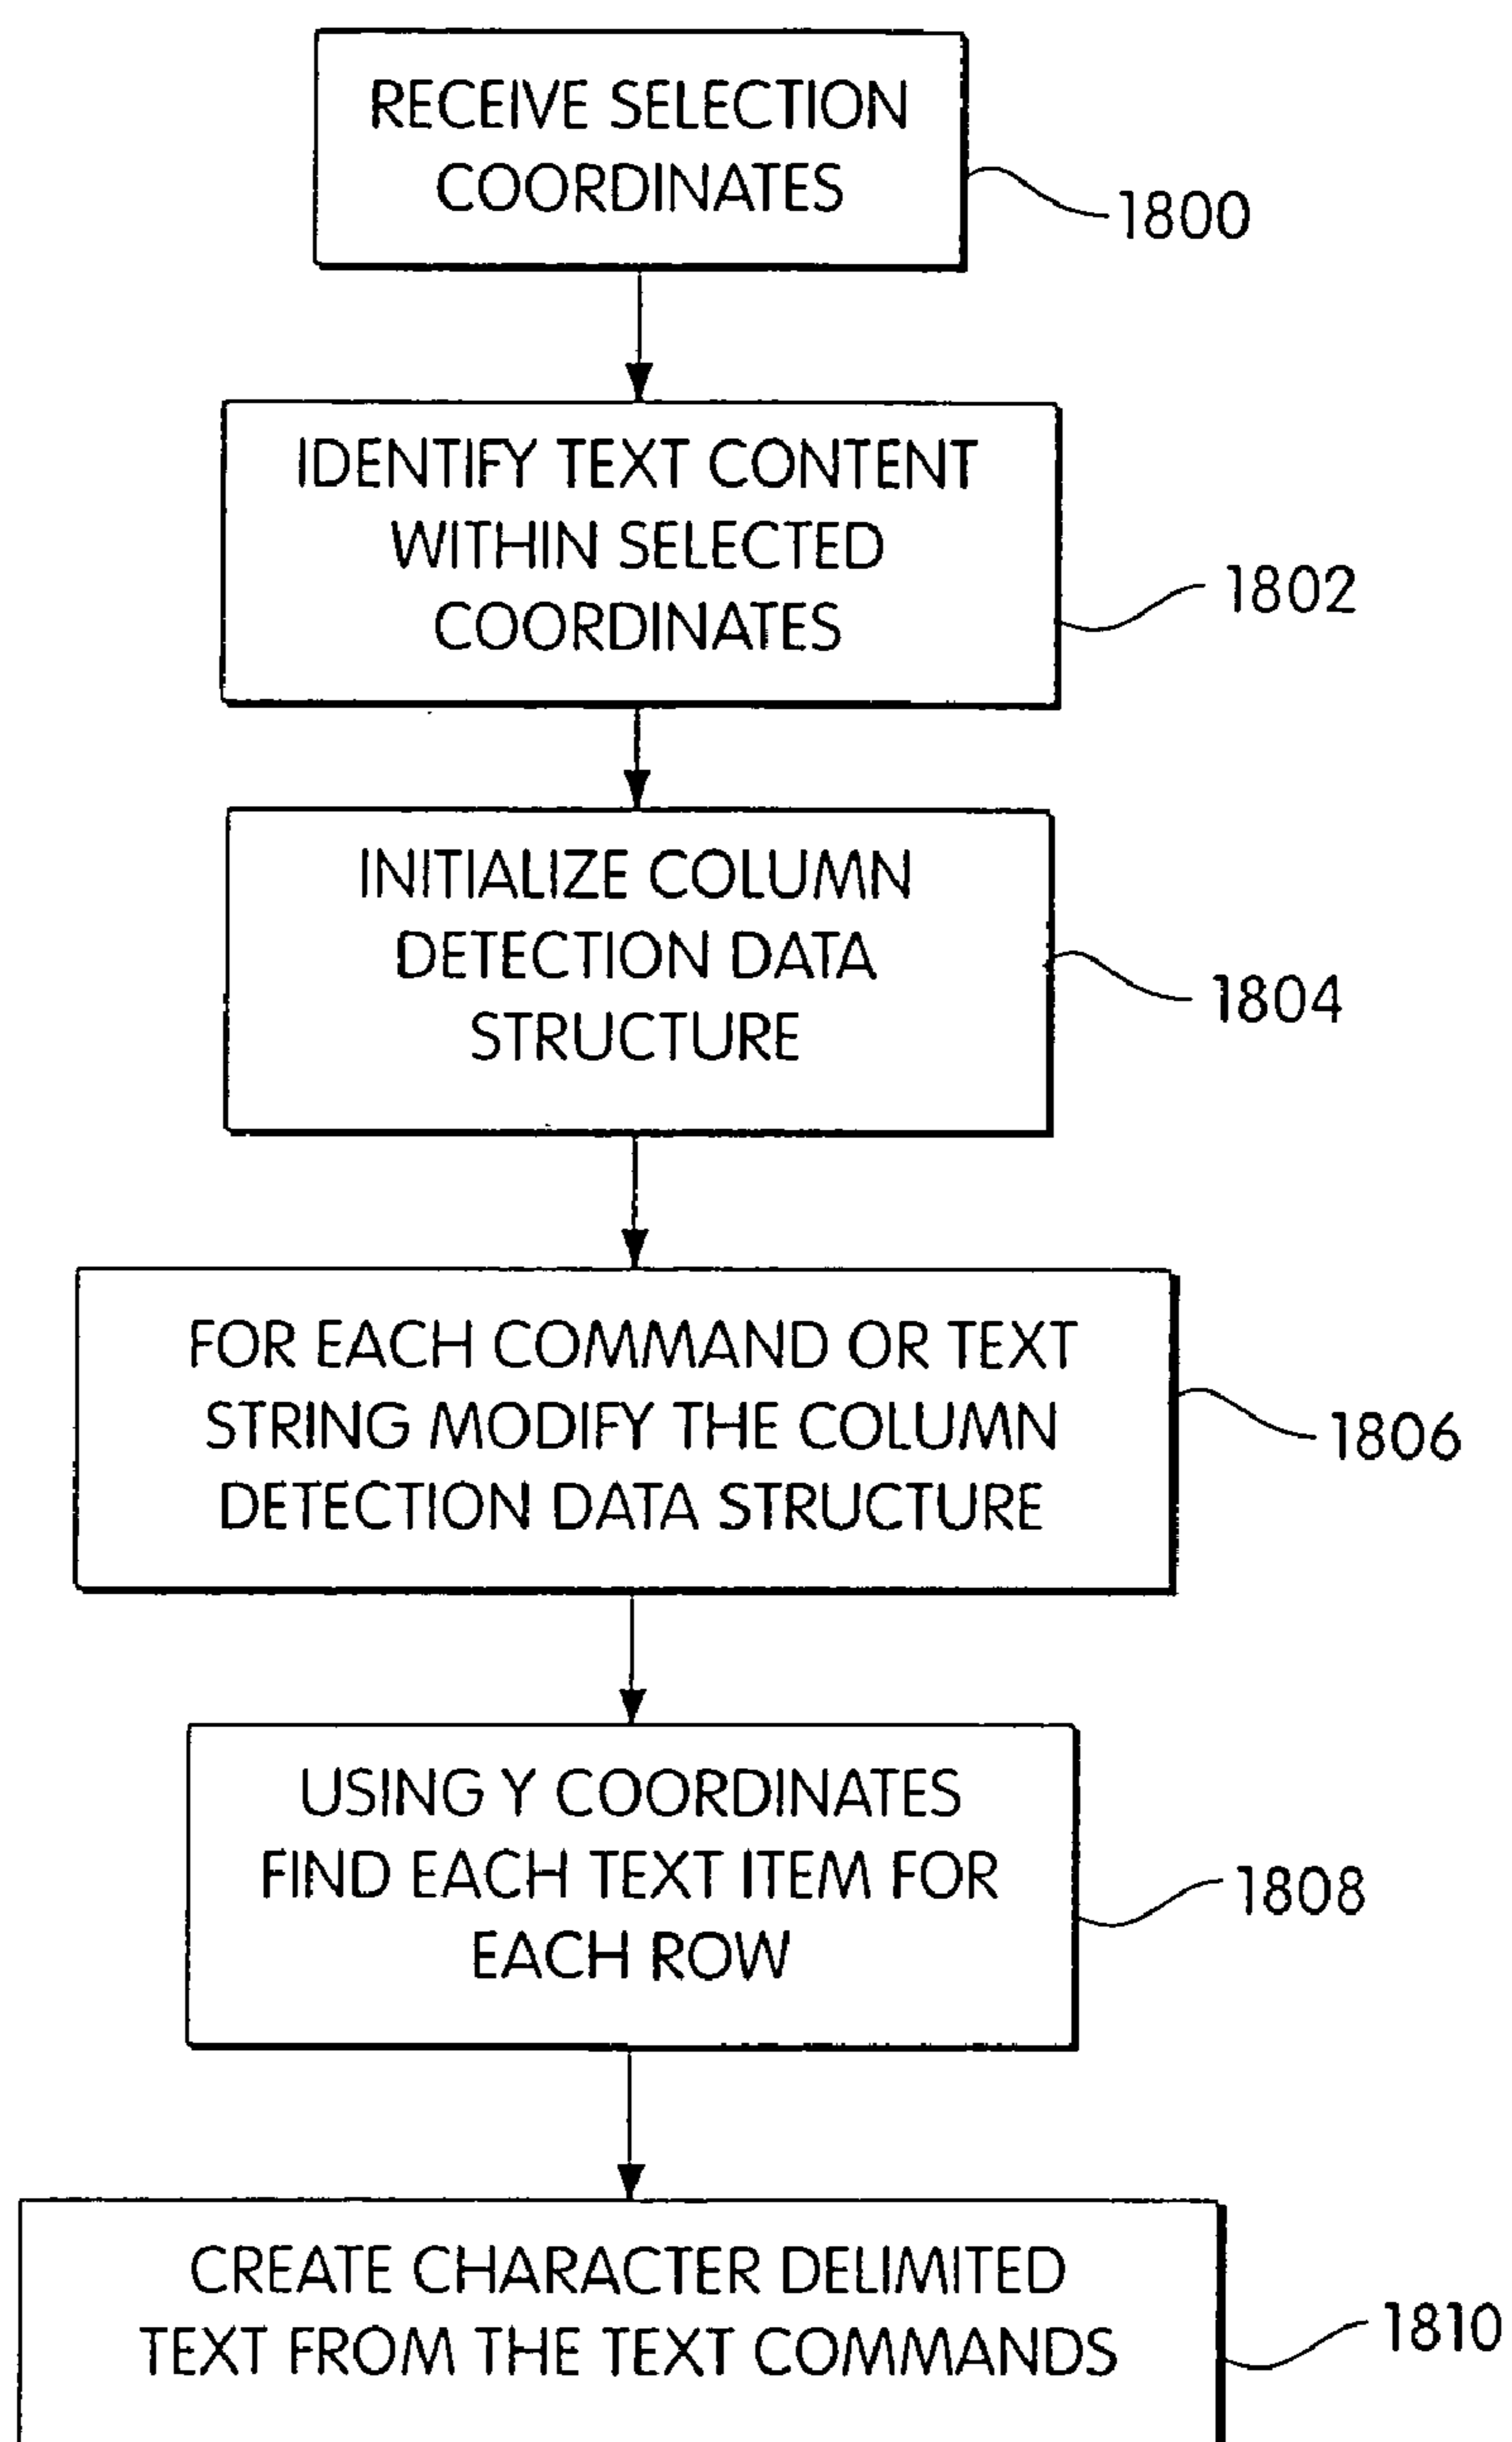 RECEIVE SELECTION
COORDINATES
1800
IDENTIFY TEXT CONTENT
WITHIN SELECTED
COORDINATES
1802
INITIALIZE COLUMN
DETECTION DATA
STRUCTURE
1804
FOR EACH COMMAND OR TEXT
STRING MODIFY THE COLUMN
DETECTION DATA STRUCTURE
1806
USING Y COORDINATES
FIND EACH TEXT ITEM FOR
EACH ROW
1808
CREATE CHARACTER DELIMITED
TEXT FROM THE TEXT COMMANDS
1810